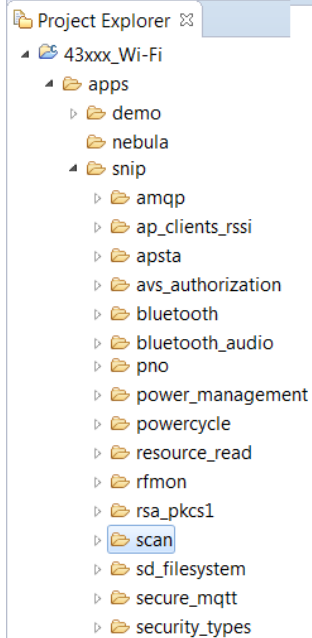 Project Explorer
43xxx_Wi-Fi
apps
demo
nebula
snip
amqp
ap_clients_rssi
apsta
avs_authorization
bluetooth
bluetooth_audio
pno
power_management
powercycle
resource_read
rfmon
rsa_pkcs1
scan
sd_filesystem
secure_mqtt
security_types